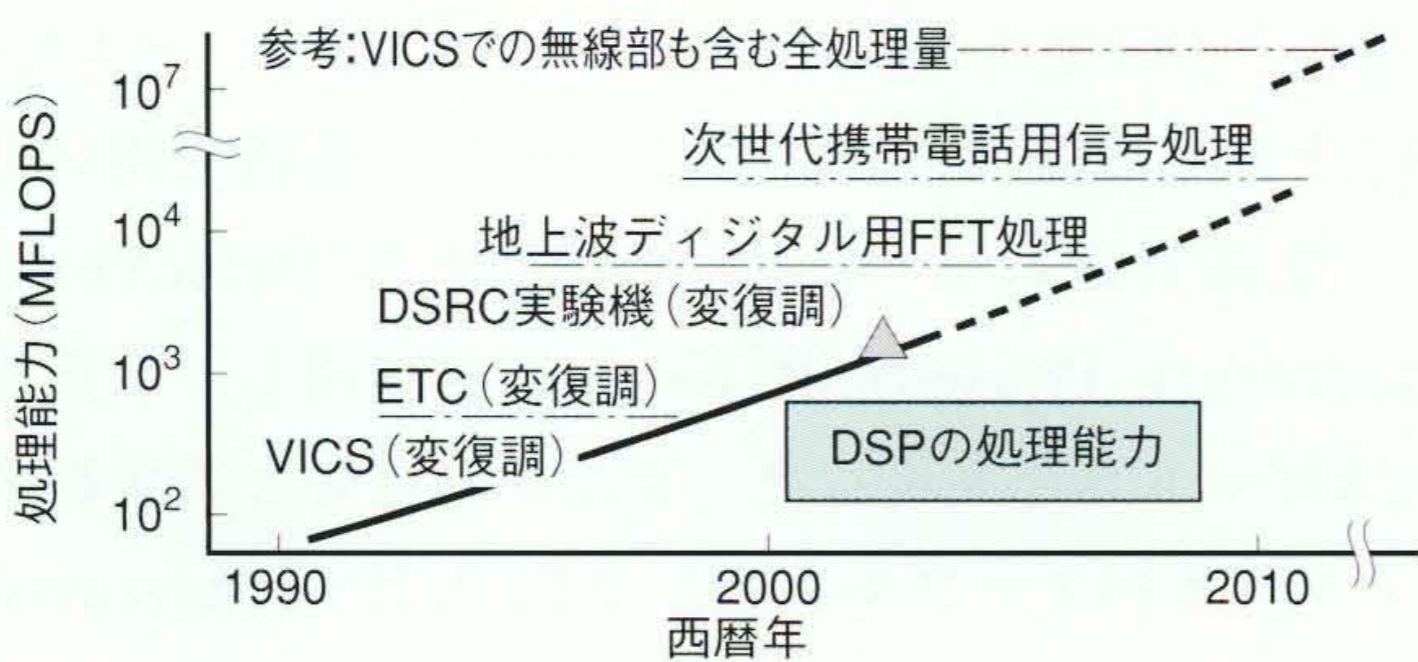 参考:VICSでの無線部も含む全処理量
10⁷
次世代携帯電話用信号処理
10⁴
地上波ディジタル用FFT処理
DSRC実験機(変復調)
10³
ETC(変復調)
DSPの処理能力
VICS(変復調)
10²
処理能力(MFLOPS)
1990
2000
2010
西暦年